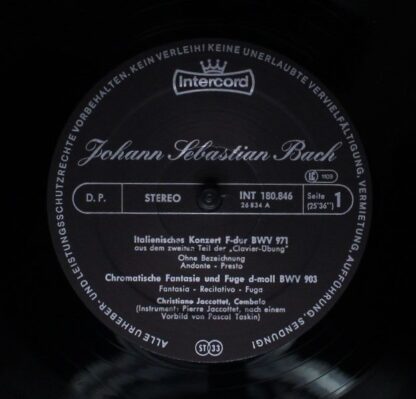 ALLE URHEBER- UND LEISTUNGSSCHUTZRECHTE VORBEHALTEN. KEIN VERLEIH! KEINE UNERLAUBTE VERVIELFÄLTIGUNG, VERMIETUNG, AUFFÜHRUNG, SENDUNG!
Intercord
Johann Sebastian Bach
1109
D. P.
STEREO
INT 180.846
26 834 A
Seite 1
(25'36")
Italienisches Konzert F-dur BWV 971
aus dem zweiten Teil der „Clavier-Übung"
Ohne Bezeichnung
Andante - Presto
Chromatische Fantasie und Fuge d-moll BWV 903
Fantasia - Recitativo - Fuga
Christiane Jaccottet, Cembalo
(Instrument: Pierre Jaccottet, nach einem
Vorbild von Pascal Taskin)
ST 33